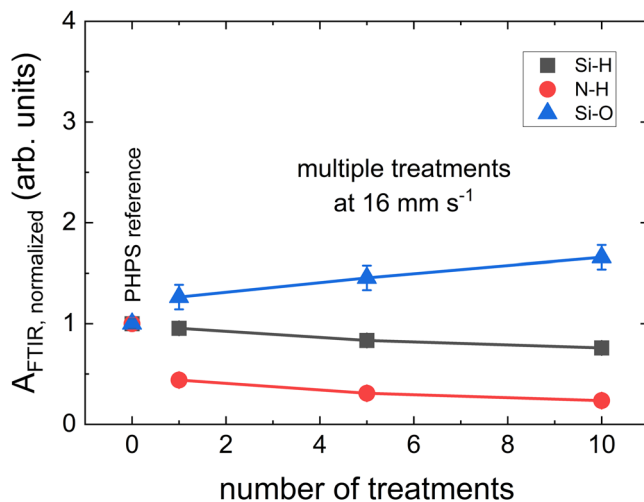 4
3
2
1
0
A_FTIR, normalized (arb. units)
PHPS reference
multiple treatments
at 16 mm s⁻¹
Si-H
N-H
Si-O
0 2 4 6 8 10
number of treatments